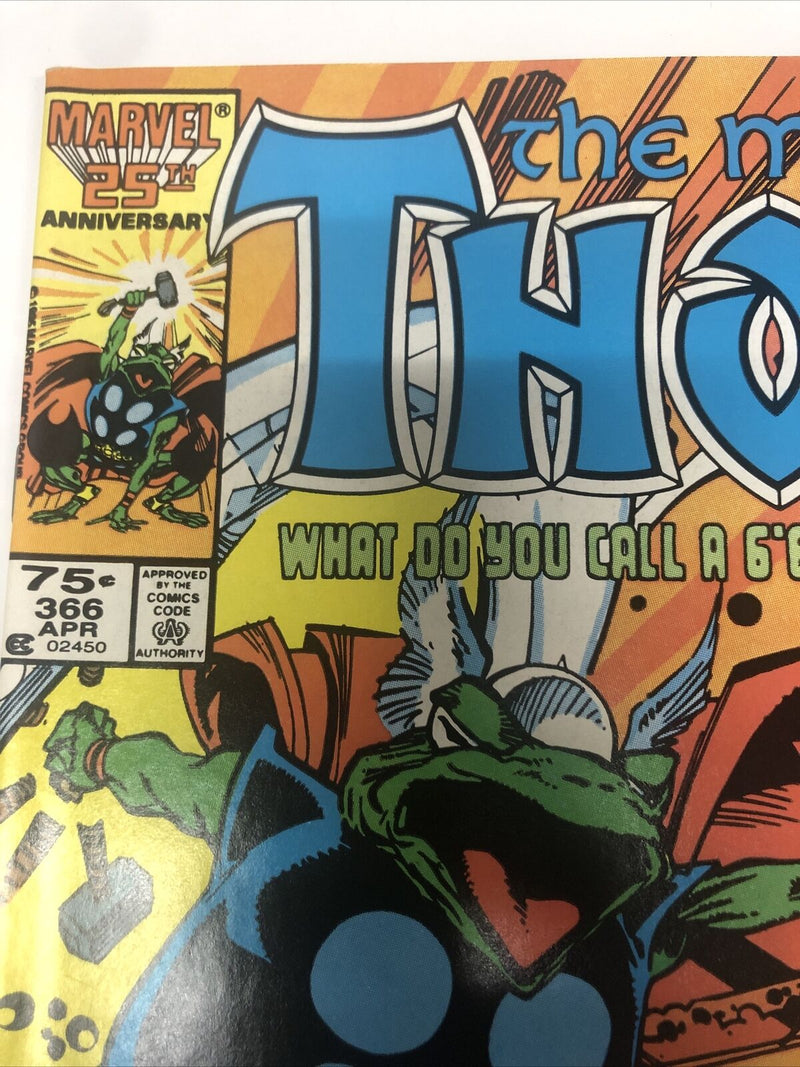 MARVEL®
25TH
ANNIVERSARY
THE M
THO
WHAT DO YOU CALL A 6'
75¢
366
APR
02450
APPROVED
BY THE
COMICS
CODE
CA
AUTHORITY